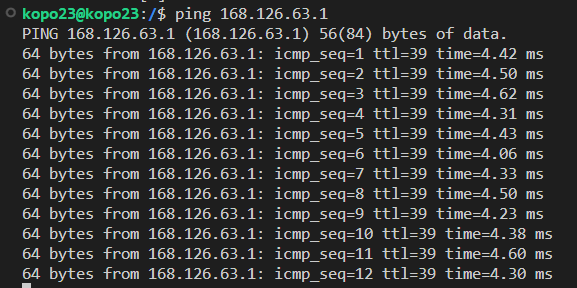 kopo23@kopo23:/$ ping 168.126.63.1
PING 168.126.63.1 (168.126.63.1) 56(84) bytes of data.
64 bytes from 168.126.63.1: icmp_seq=1 ttl=39 time=4.42 ms
64 bytes from 168.126.63.1: icmp_seq=2 ttl=39 time=4.50 ms
64 bytes from 168.126.63.1: icmp_seq=3 ttl=39 time=4.62 ms
64 bytes from 168.126.63.1: icmp_seq=4 ttl=39 time=4.31 ms
64 bytes from 168.126.63.1: icmp_seq=5 ttl=39 time=4.43 ms
64 bytes from 168.126.63.1: icmp_seq=6 ttl=39 time=4.06 ms
64 bytes from 168.126.63.1: icmp_seq=7 ttl=39 time=4.33 ms
64 bytes from 168.126.63.1: icmp_seq=8 ttl=39 time=4.50 ms
64 bytes from 168.126.63.1: icmp_seq=9 ttl=39 time=4.23 ms
64 bytes from 168.126.63.1: icmp_seq=10 ttl=39 time=4.38 ms
64 bytes from 168.126.63.1: icmp_seq=11 ttl=39 time=4.60 ms
64 bytes from 168.126.63.1: icmp_seq=12 ttl=39 time=4.30 ms